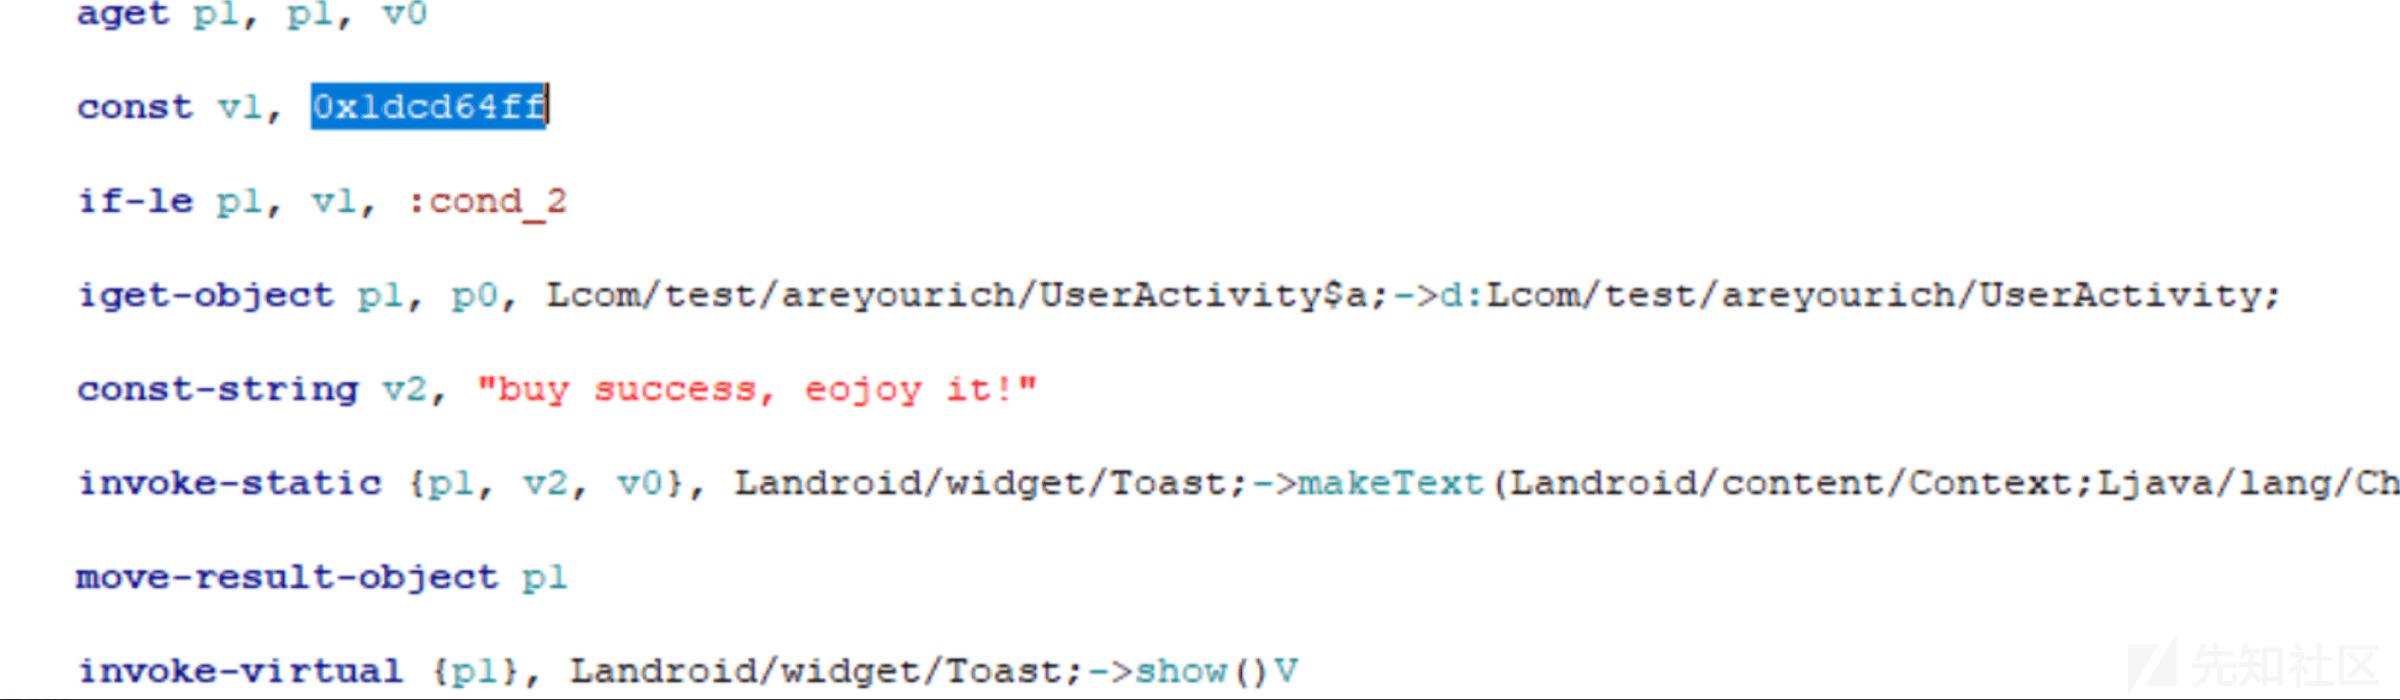 aget p1, p1, v0
const v1, 0x1dcd64ff
if-le p1, v1, :cond_2
iget-object p1, p0, Lcom/test/areyourich/UserActivity$a;->d:Lcom/test/areyourich/UserActivity;
const-string v2, "buy success, eojoy it!"
invoke-static {p1, v2, v0}, Landroid/widget/Toast;->makeText(Landroid/content/Context;Ljava/lang/Ch
move-result-object p1
invoke-virtual {p1}, Landroid/widget/Toast;->show()V
先知社区